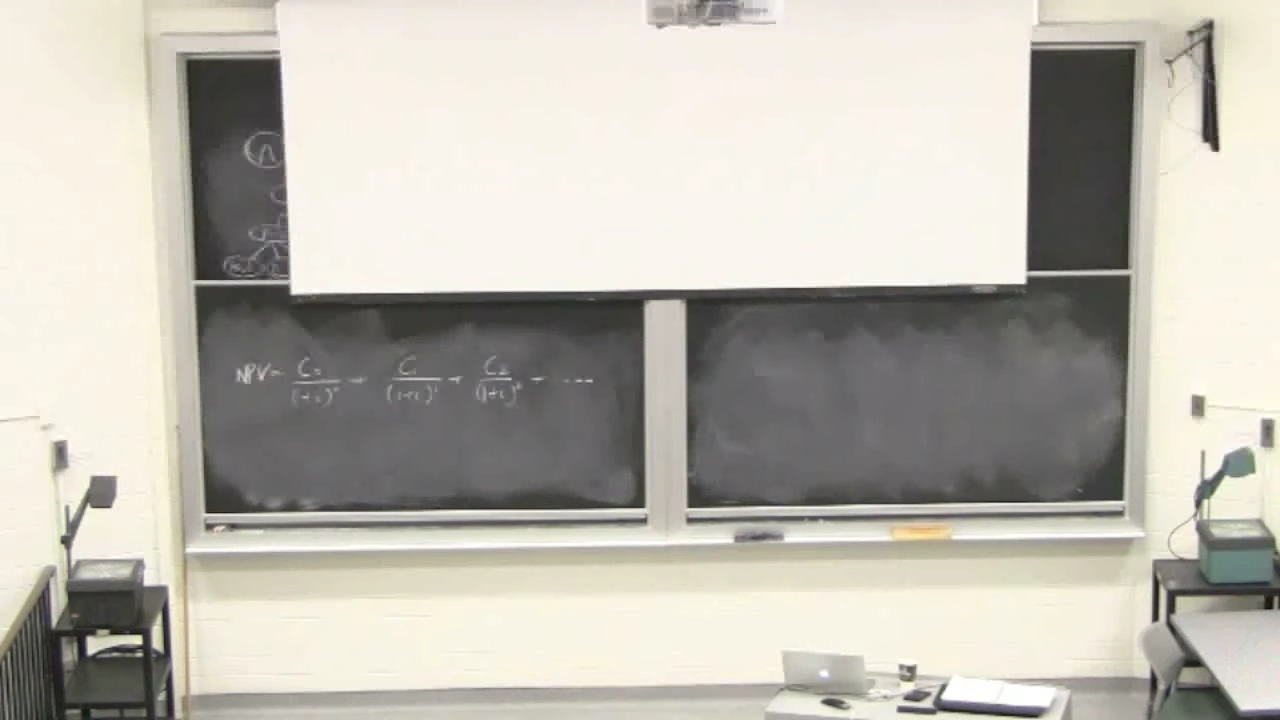 NPV = C₀/(1+i)⁰ + C₁/(1+i)¹ + C₂/(1+i)² + ----